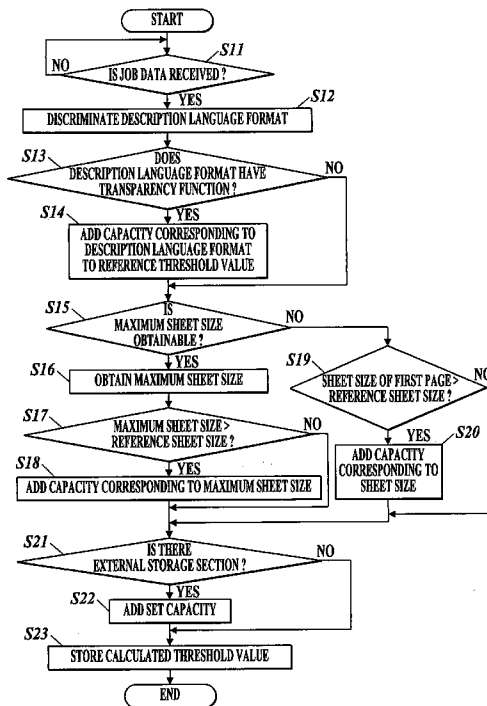 START
S11
NO
IS JOB DATA RECEIVED ?
YES
S12
DISCRIMINATE DESCRIPTION LANGUAGE FORMAT
S13
DOES
DESCRIPTION LANGUAGE FORMAT HAVE
TRANSPARENCY FUNCTION ?
NO
YES
S14
ADD CAPACITY CORRESPONDING TO
DESCRIPTION LANGUAGE FORMAT
TO REFERENCE THRESHOLD VALUE
S15
IS
MAXIMUM SHEET SIZE
OBTAINABLE ?
NO
YES
S16
OBTAIN MAXIMUM SHEET SIZE
S19
SHEET SIZE OF FIRST PAGE >
REFERENCE SHEET SIZE ?
NO
YES
S20
ADD CAPACITY
CORRESPONDING TO
SHEET SIZE
S17
MAXIMUM SHEET SIZE >
REFERENCE SHEET SIZE ?
NO
YES
S18
ADD CAPACITY CORRESPONDING TO MAXIMUM SHEET SIZE
S21
IS THERE
EXTERNAL STORAGE SECTION ?
NO
YES
S22
ADD SET CAPACITY
S23
STORE CALCULATED THRESHOLD VALUE
END